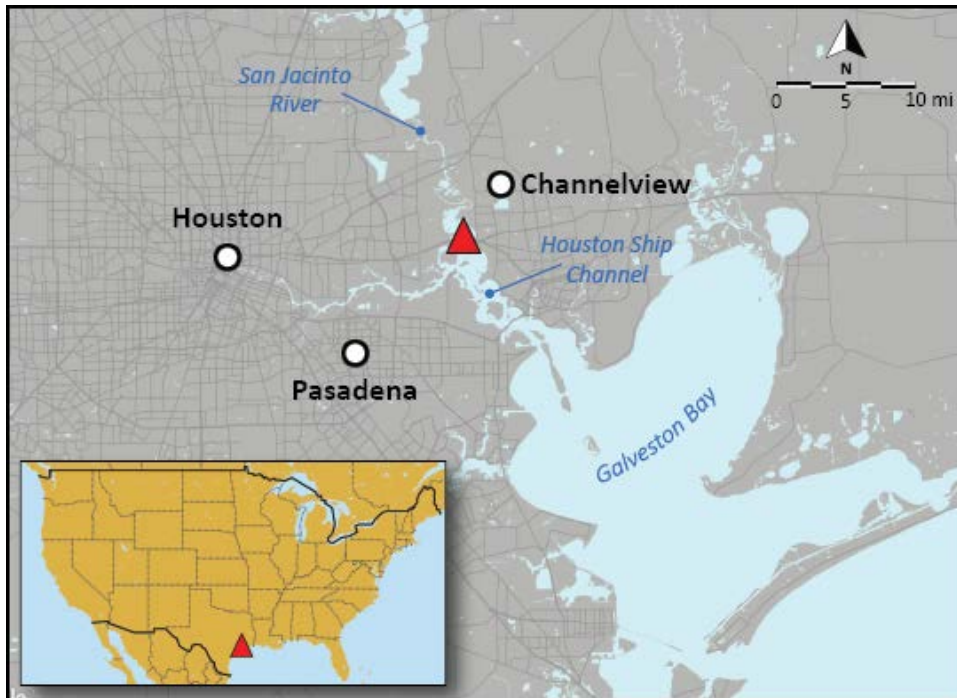 San Jacinto
River
N
0 5 10 mi
Channelview
Houston
Houston Ship
Channel
Pasadena
Galveston Bay